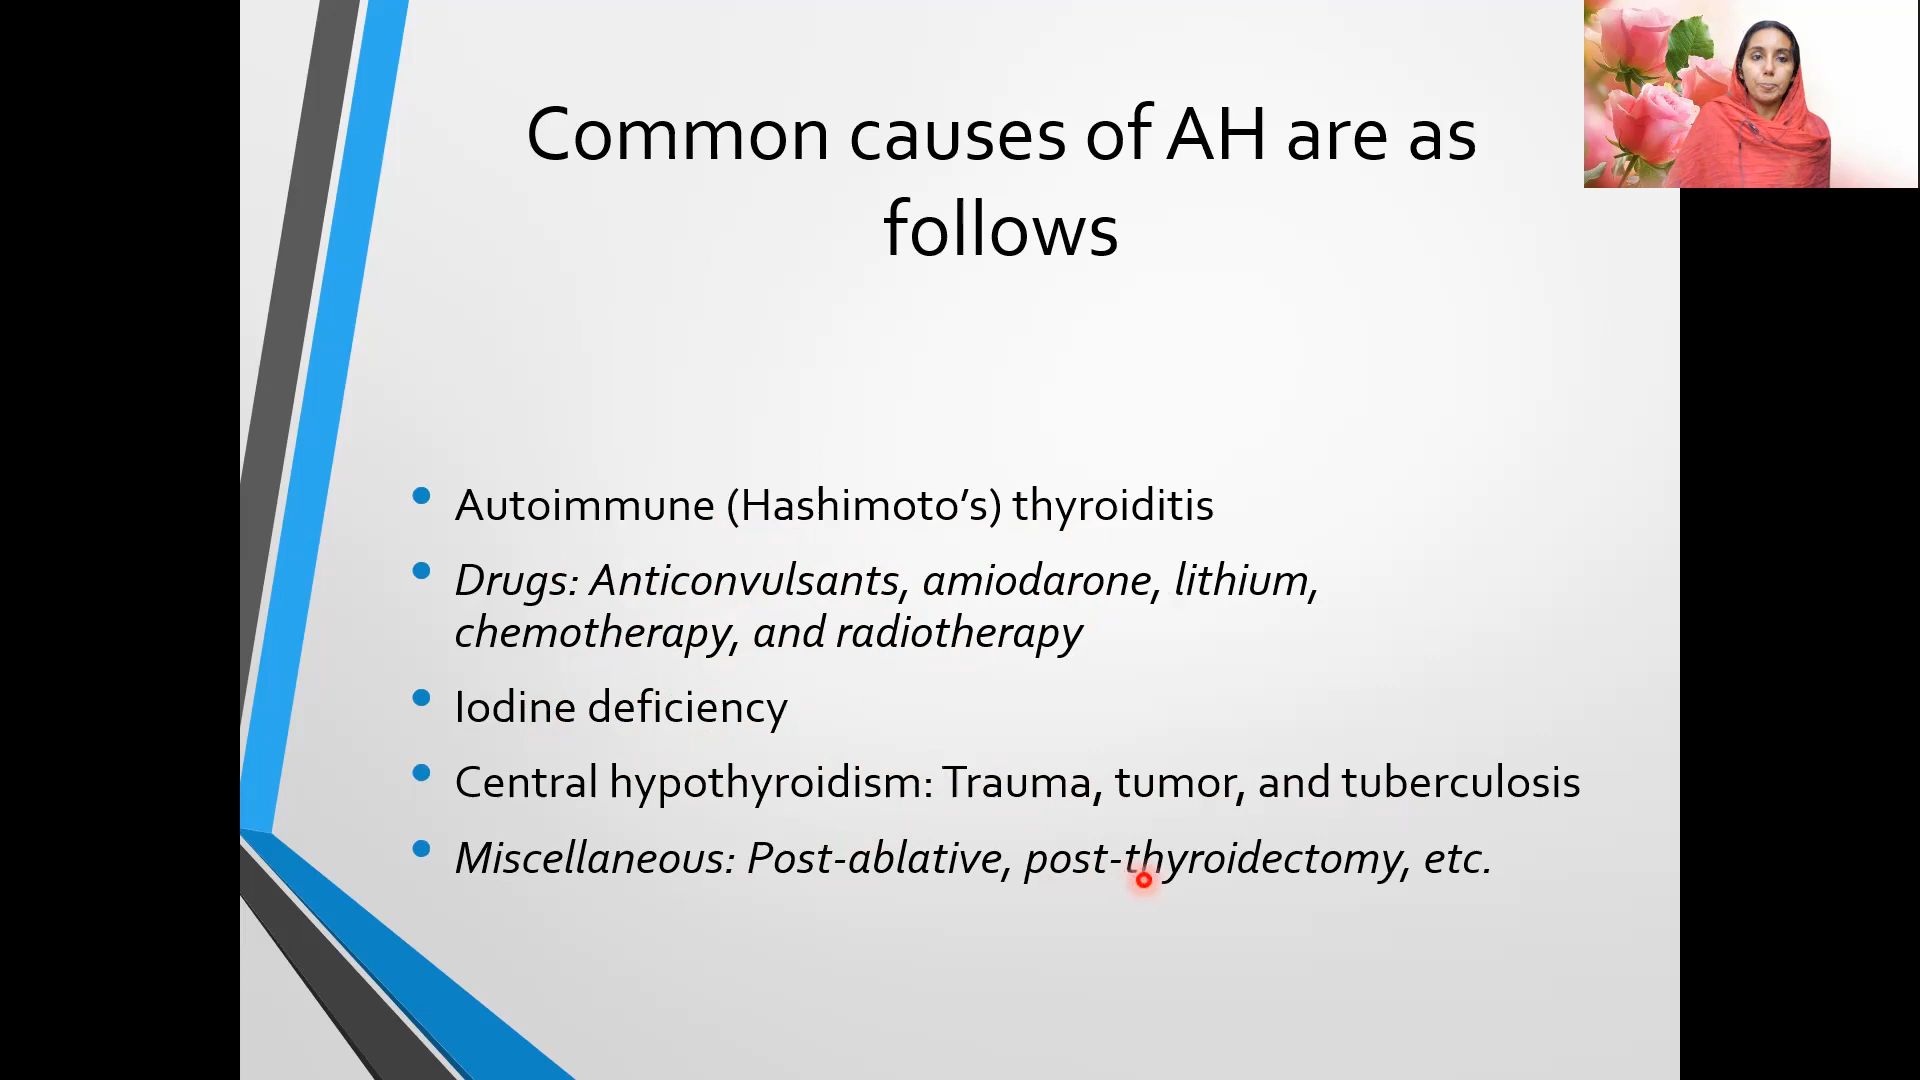 Common causes of AH are as
follows
• Autoimmune (Hashimoto’s) thyroiditis
• Drugs: Anticonvulsants, amiodarone, lithium,
chemotherapy, and radiotherapy
• Iodine deficiency
• Central hypothyroidism: Trauma, tumor, and tuberculosis
• Miscellaneous: Post-ablative, post-thyroidectomy, etc.